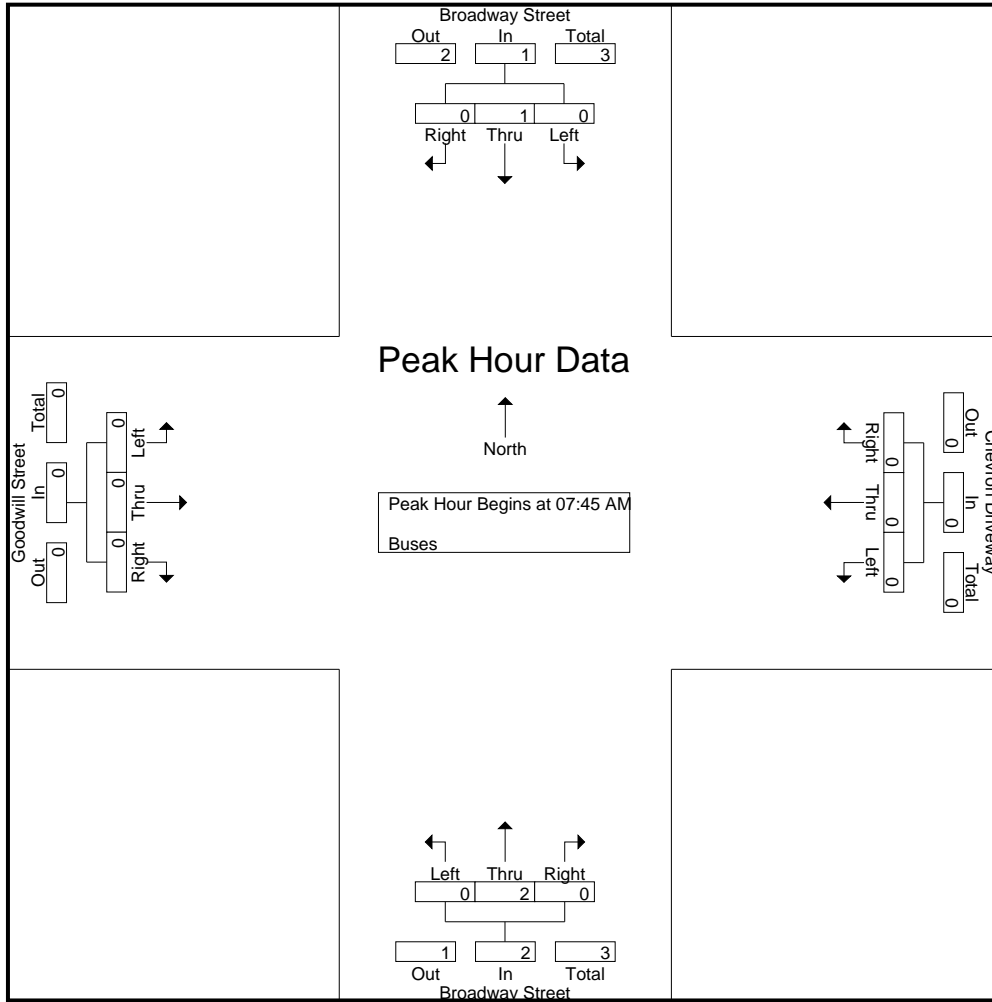 Broadway Street
Out In Total
2 1 3
0 1 0
Right Thru Left
Peak Hour Data
North
Peak Hour Begins at 07:45 AM
Buses
Goodwill Street
Out In Total
0 0 0
Right Thru Left
0 0 0
Chevron Driveway
Out In Total
0 0 0
Right Thru Left
0 0 0
Left Thru Right
0 2 0
1 2 3
Out In Total
Broadway Street